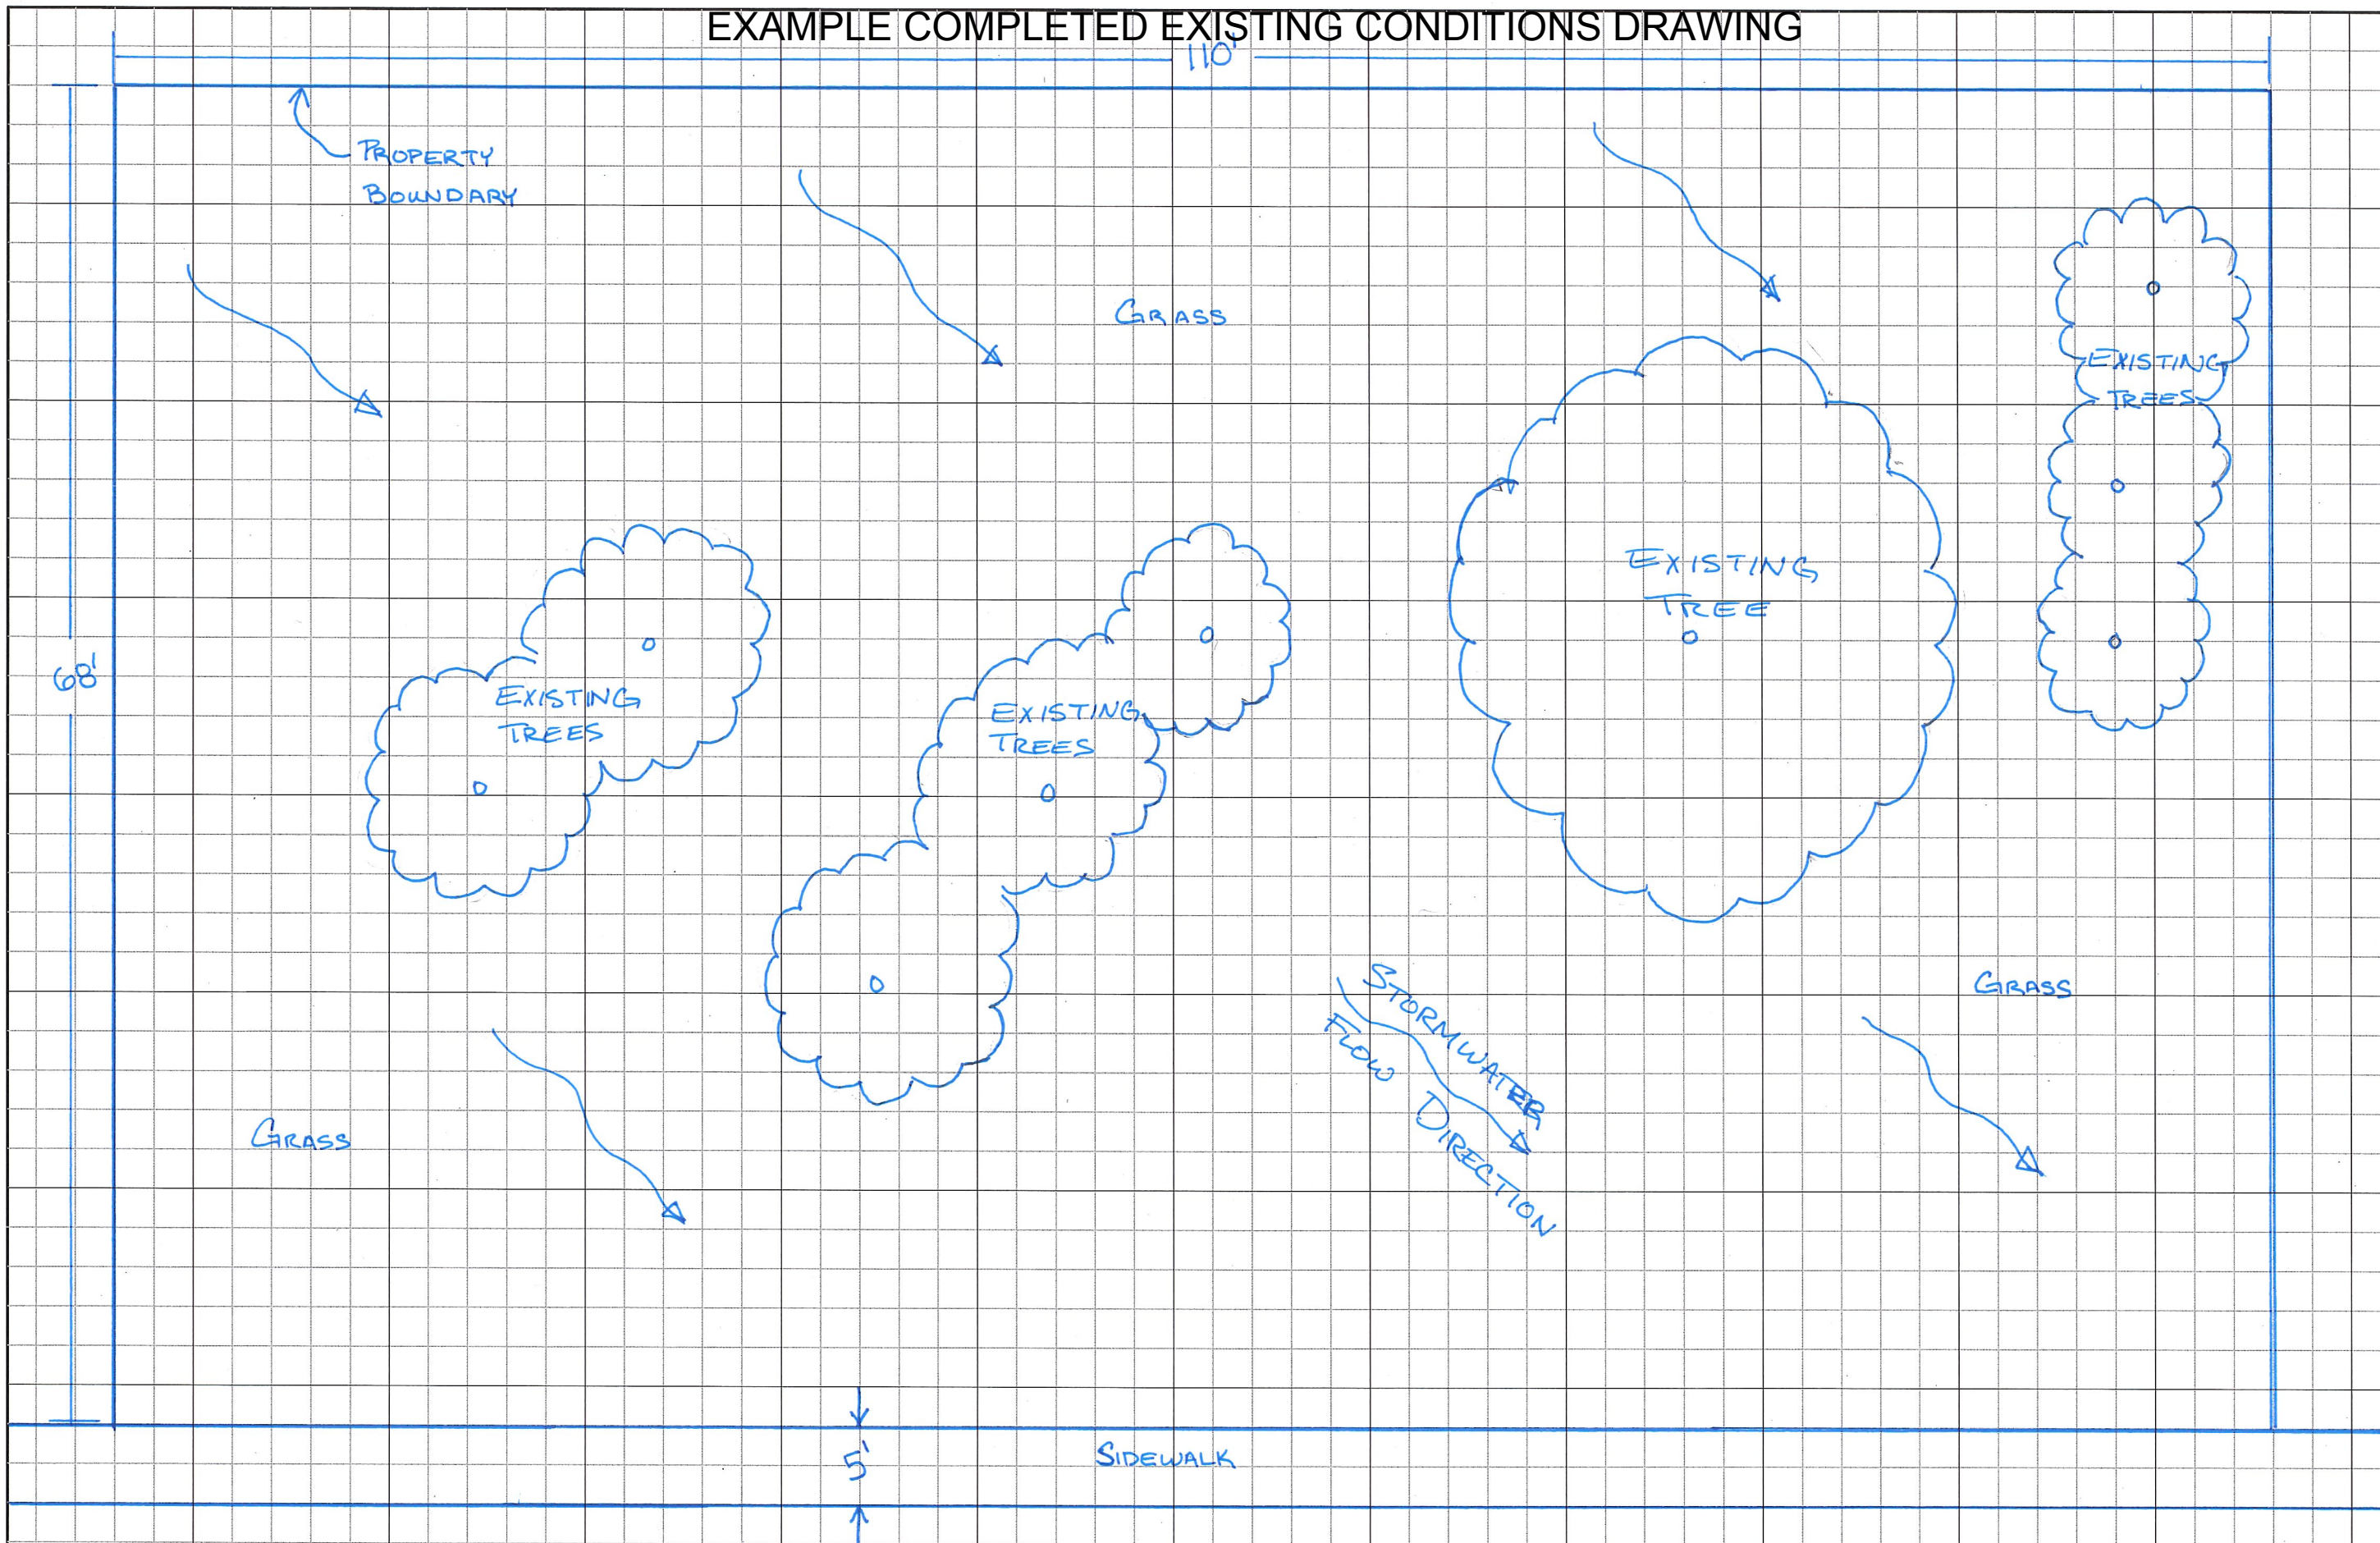 EXAMPLE COMPLETED EXISTING CONDITIONS DRAWING
110'
PROPERTY
BOUNDARY
GRASS
EXISTING
TREES
EXISTING
TREE
68'
EXISTING
TREES
EXISTING
TREES
GRASS
STORMWATER
FLOW DIRECTION
GRASS
5'
SIDEWALK